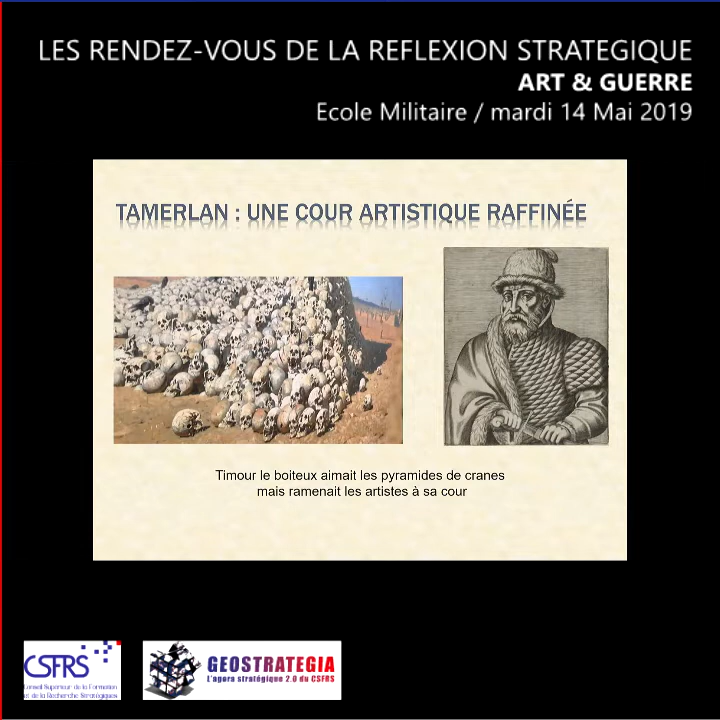 LES RENDEZ-VOUS DE LA REFLEXION STRATEGIQUE
ART & GUERRE
Ecole Militaire / mardi 14 Mai 2019
TAMERLAN : UNE COUR ARTISTIQUE RAFFINÉE
Timour le boiteux aimait les pyramides de cranes
mais ramenait les artistes à sa cour
CSFRS
Conseil Supérieur de la Formation
et de la Recherche Stratégiques
GEOSTRATEGIA
L'agora stratégique 2.0 du CSFRS